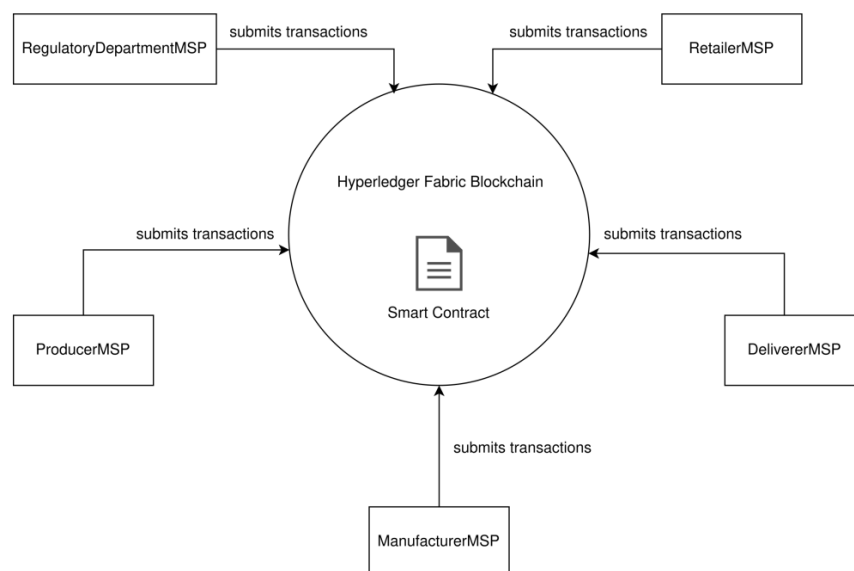 submits transactions
submits transactions
RegulatoryDepartmentMSP
RetailerMSP
Hyperledger Fabric Blockchain
submits transactions
submits transactions
Smart Contract
ProducerMSP
DelivererMSP
submits transactions
ManufacturerMSP